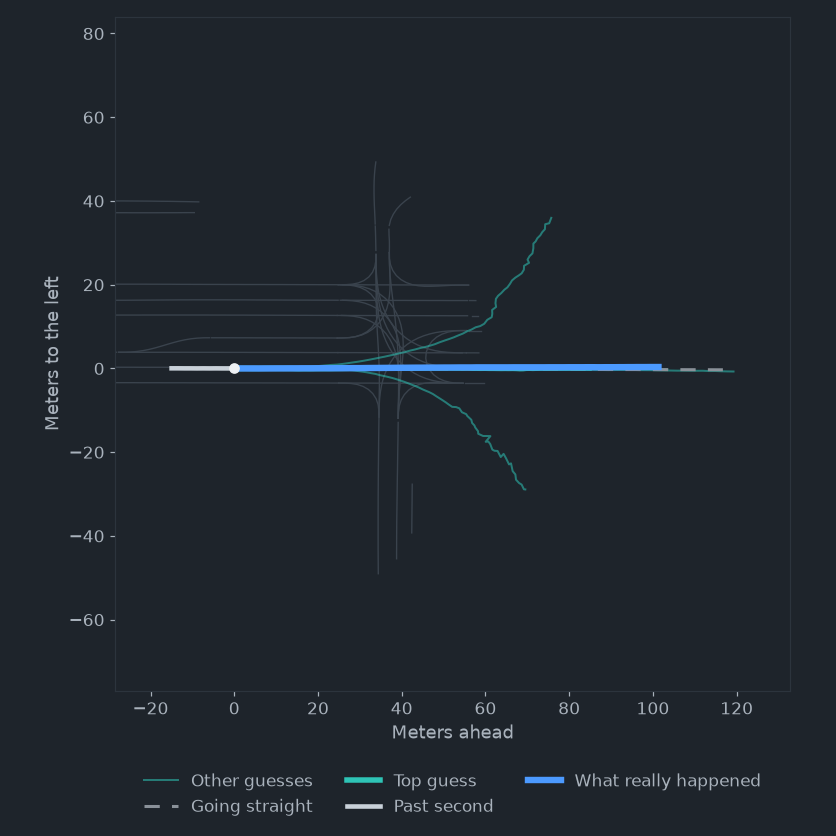 80
60
40
20
0
−20
−40
−60
Meters to the left
−20 0 20 40 60 80 100 120
Meters ahead
Other guesses Top guess What really happened
Going straight Past second